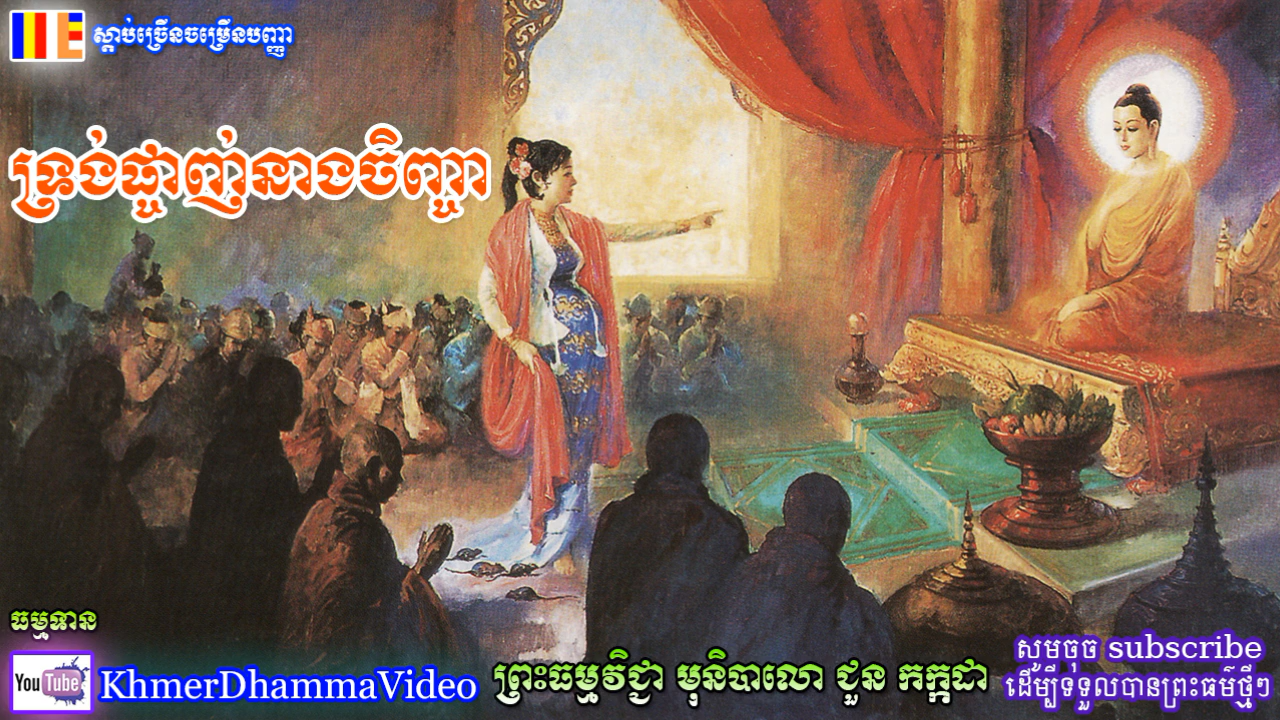 ស្តាប់ច្រើនចម្រើនបញ្ញា
ទ្រង់ផ្ចាញ់នាងចិញ្ចា
ធម្មទាន
YouTube KhmerDhammaVideo
ព្រះធម្មវិជ្ជា មុនិបាលោ ជួន កក្កដា
សូមចុច subscribe
ដើម្បីទទួលបានព្រះធម៌ថ្មីៗ